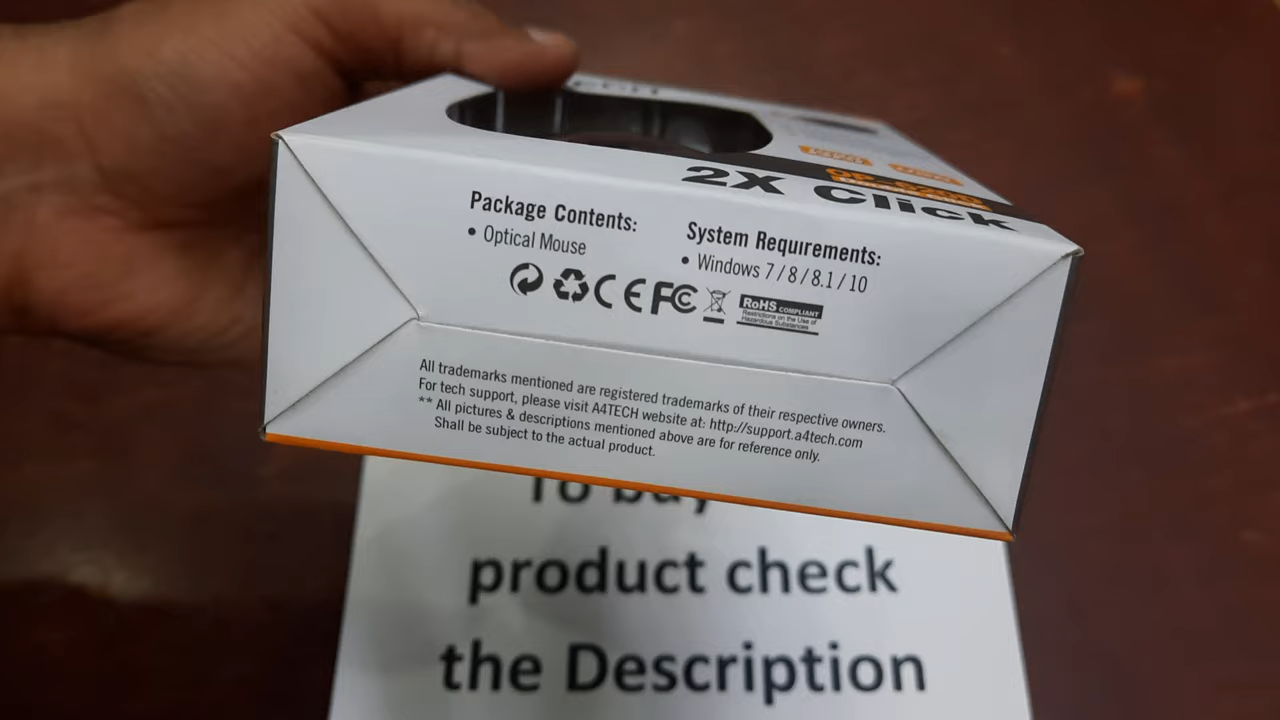 2X Click
Package Contents:
• Optical Mouse
System Requirements:
• Windows 7 / 8 / 8.1 / 10
CE FC
RoHS COMPLIANT
Restrictions on the Use of
Hazardous Substances
All trademarks mentioned are registered trademarks of their respective owners.
For tech support, please visit A4TECH website at: http://support.a4tech.com
** All pictures & descriptions mentioned above are for reference only.
Shall be subject to the actual product.
To buy
product check
the Description